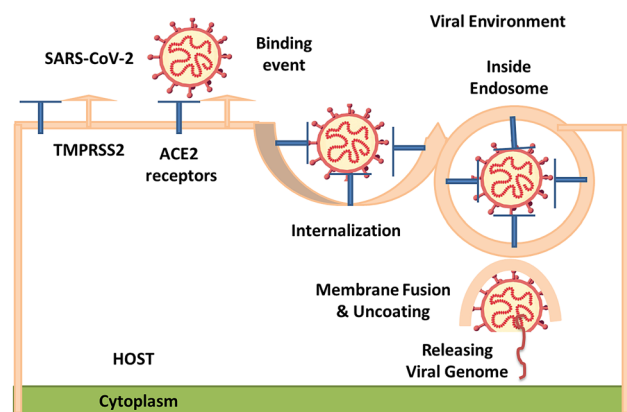 Viral Environment
SARS-CoV-2
Binding
event
Inside
Endosome
TMPRSS2
ACE2
receptors
Internalization
Membrane Fusion
& Uncoating
Releasing
Viral Genome
HOST
Cytoplasm